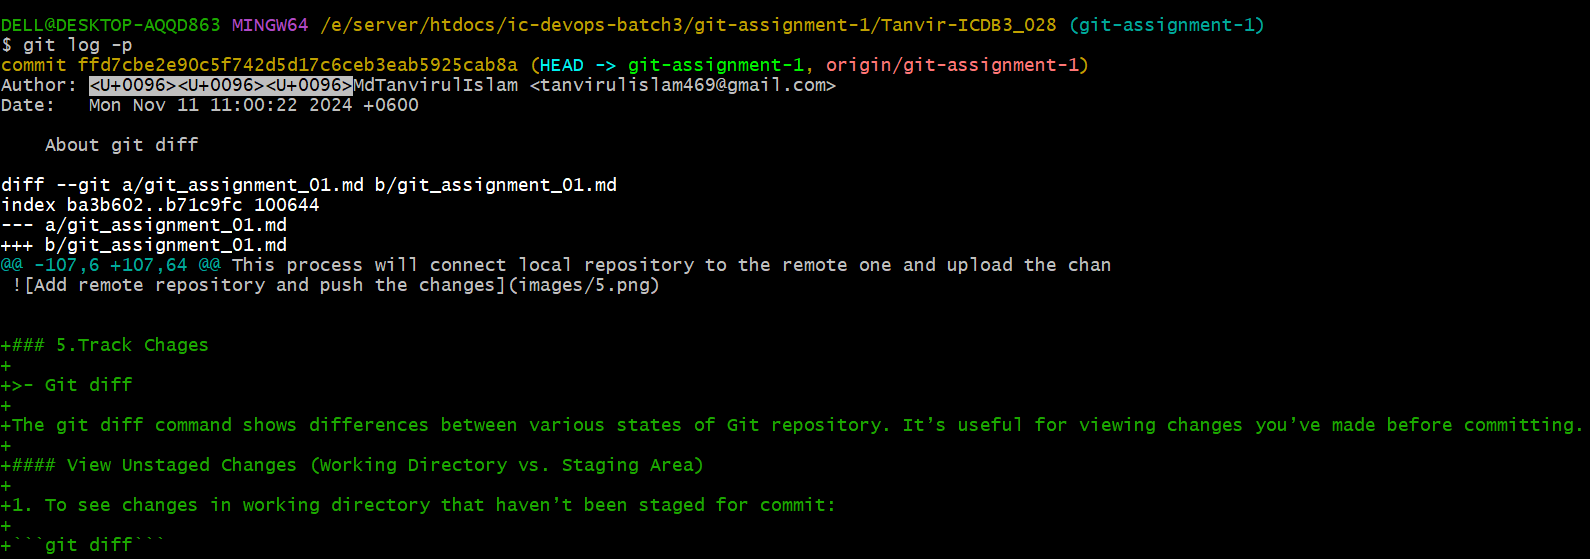 DELL@DESKTOP-AQQD863 MINGW64 /e/server/htdocs/ic-devops-batch3/git-assignment-1/Tanvir-ICDB3_028 (git-assignment-1)
$ git log -p
commit ffd7cbe2e90c5f742d5d17c6ceb3eab5925cab8a (HEAD -> git-assignment-1, origin/git-assignment-1)
Author: <U+0096><U+0096><U+0096>MdTanvirulIslam <tanvirulislam469@gmail.com>
Date:   Mon Nov 11 11:00:22 2024 +0600

    About git diff

diff --git a/git_assignment_01.md b/git_assignment_01.md
index ba3b602..b71c9fc 100644
--- a/git_assignment_01.md
+++ b/git_assignment_01.md
@@ -107,6 +107,64 @@ This process will connect local repository to the remote one and upload the chan
 ![Add remote repository and push the changes](images/5.png)


+### 5.Track Chages
+
+>- Git diff
+
+The git diff command shows differences between various states of Git repository. It’s useful for viewing changes you’ve made before committing.
+
+#### View Unstaged Changes (Working Directory vs. Staging Area)
+
+1. To see changes in working directory that haven’t been staged for commit:
+
+```git diff```